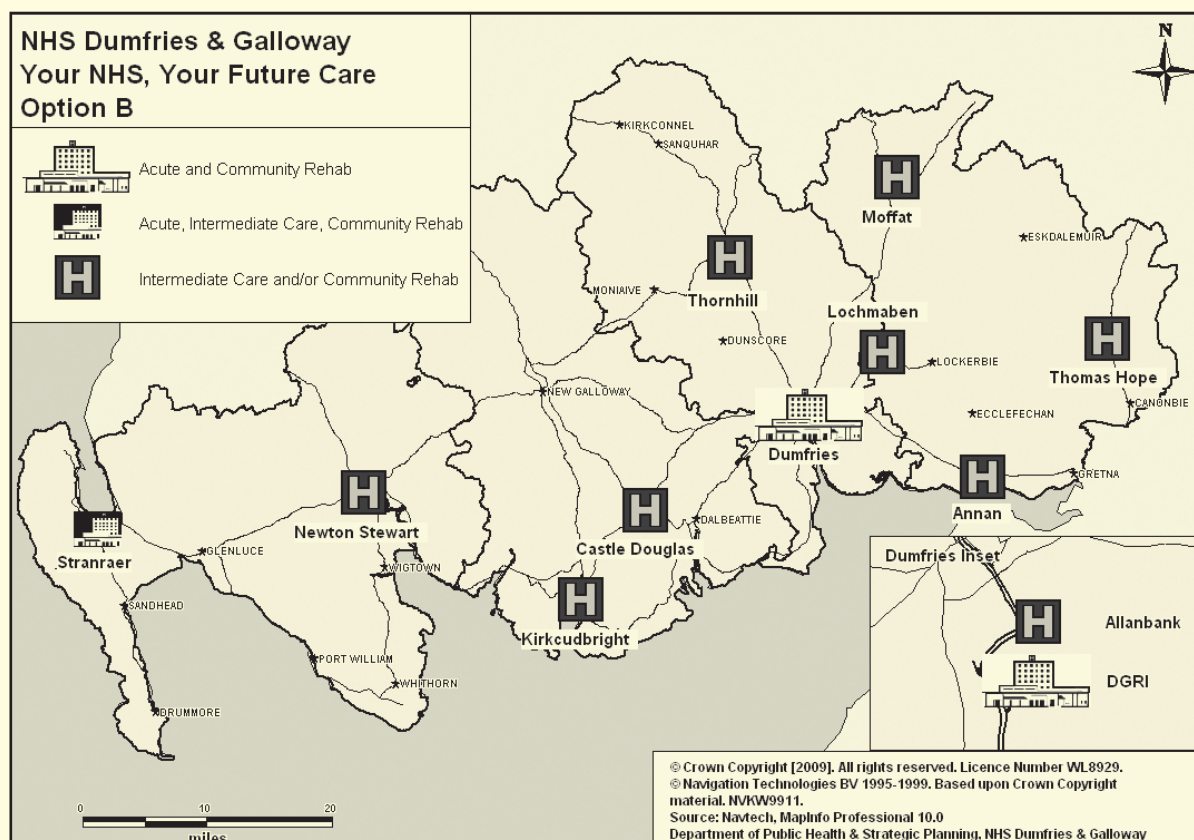 NHS Dumfries & Galloway
Your NHS, Your Future Care
Option B
N
Acute and Community Rehab
Acute, Intermediate Care, Community Rehab
H Intermediate Care and/or Community Rehab
KIRKCONNEL
SANQUHAR
H
Moffat
ESKDALEMUIR
H
Thornhill
MONIAIVE
Lochmaben
H
DUNSCORE
LOCKERBIE
H
Thomas Hope
NEW GALLOWAY
CANONBIE
ECCLEFECHAN
Dumfries
H
Newton Stewart
H
Castle Douglas
DALBEATTIE
H
Annan
GRETNA
Stranraer
GLENLUCE
WIGTOWN
SANDHEAD
H
Kirkcudbright
PORT WILLIAM
WHITHORN
DRUMMORE
Dumfries Inset
H
Allanbank
DGRI
0 10 20
miles
© Crown Copyright [2009]. All rights reserved. Licence Number WL8929.
© Navigation Technologies BV 1995-1999. Based upon Crown Copyright
material. NVKW9911.
Source: Navtech, MapInfo Professional 10.0
Department of Public Health & Strategic Planning, NHS Dumfries & Galloway